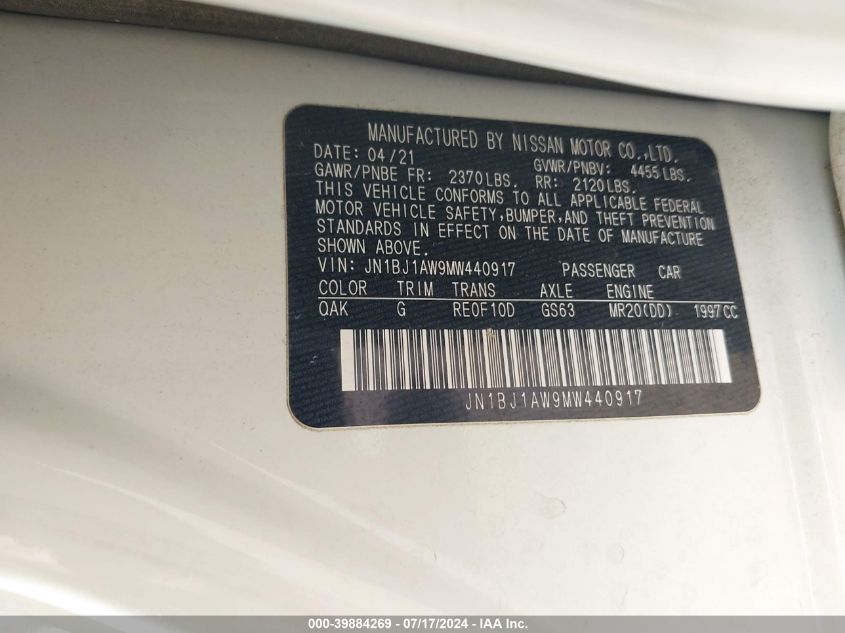 MANUFACTURED BY NISSAN MOTOR CO.,LTD.
DATE: 04/21 GVWR/PNBV: 4455 LBS.
GAWR/PNBE FR: 2370 LBS. RR: 2120 LBS.
THIS VEHICLE CONFORMS TO ALL APPLICABLE FEDERAL
MOTOR VEHICLE SAFETY, BUMPER, AND THEFT PREVENTION
STANDARDS IN EFFECT ON THE DATE OF MANUFACTURE
SHOWN ABOVE.
VIN: JN1BJ1AW9MW440917 PASSENGER CAR
COLOR TRIM TRANS AXLE ENGINE
QAK G RE0F10D GS63 MR20(DD) 1997CC
JN1BJ1AW9MW440917
000-39884269 - 07/17/2024 - IAA Inc.